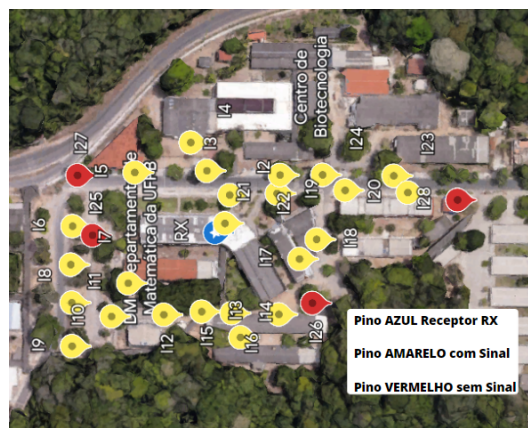 I27
I5
I3
I4
Centro de
Biotecnologia
I24
I23
I6
I25
I7
Departamento de
Matemática da UFPB
RX
I21
I2
I22
I19
I20
I28
I8
I11
I17
I18
I9
I10
I12
I15
I13
I16
I14
I26
Pino AZUL Receptor RX
Pino AMARELO com Sinal
Pino VERMELHO sem Sinal